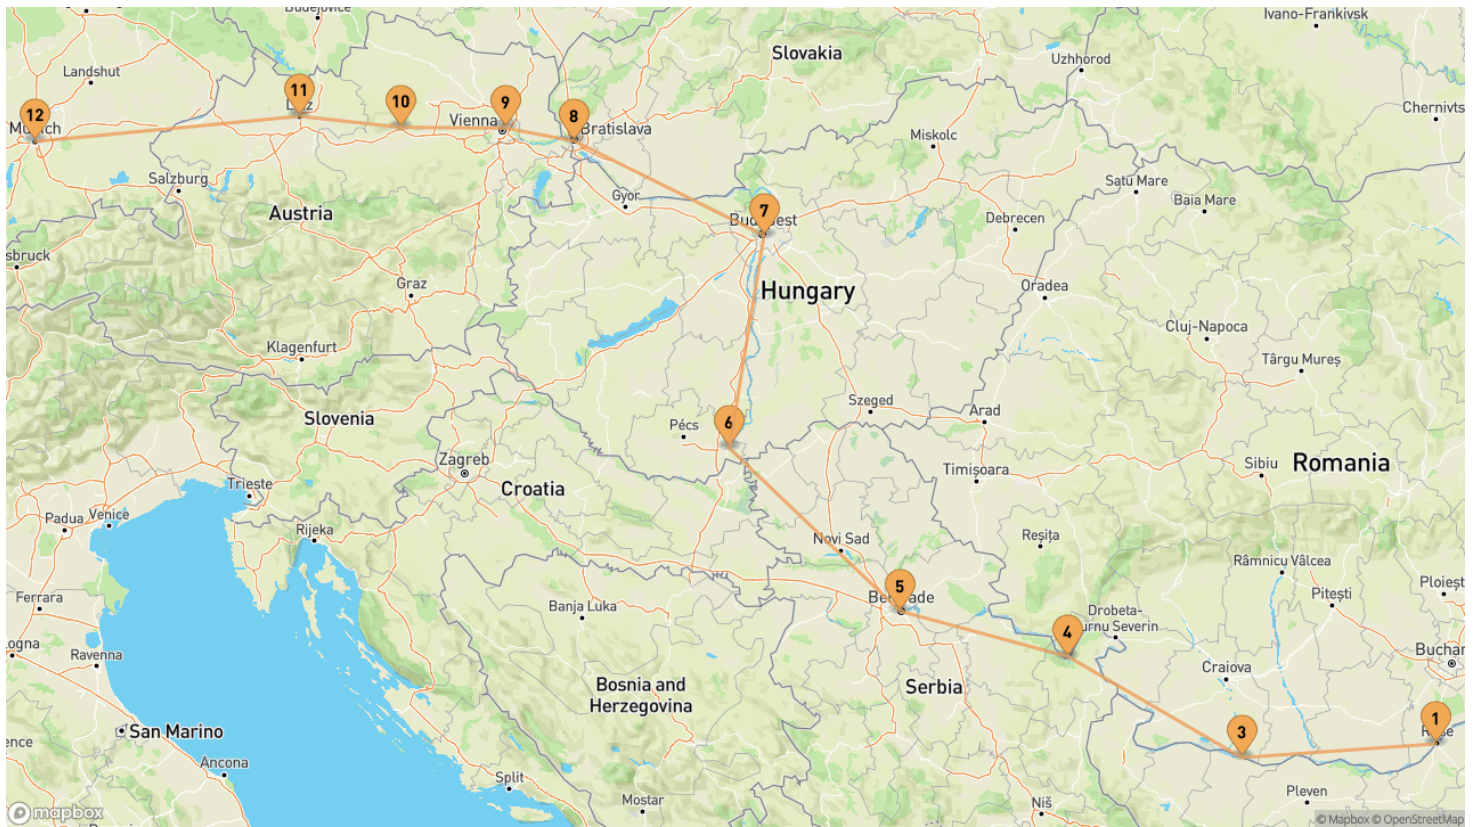 Budejovice
Ivano-Frankivsk
Slovakia
Uzhhorod
Landshut
Chernivts
11
10
9
12
8
Vienna
Bratislava
Miskolc
Salzburg
Satu Mare
Baia Mare
Gyor
7
Austria
Debrecen
sbruck
Graz
Hungary
Oradea
Cluj-Napoca
Klagenfurt
Târgu Mureș
Szeged
Arad
Slovenia
6
Pécs
Zagreb
Timișoara
Sibiu
Romania
Trieste
Croatia
Padua
Venice
Rijeka
Novi Sad
Reșița
Râmnicu Vâlcea
Ploiești
5
Ferrara
Banja Luka
Drobeta-
urnu Severin
Pitești
4
ogna
Ravenna
Buchar
Craiova
Bosnia and
Herzegovina
Serbia
1
3
San Marino
ence
Ancona
Split
Mostar
Niš
Pleven
mapbox
© Mapbox © OpenStreetMap